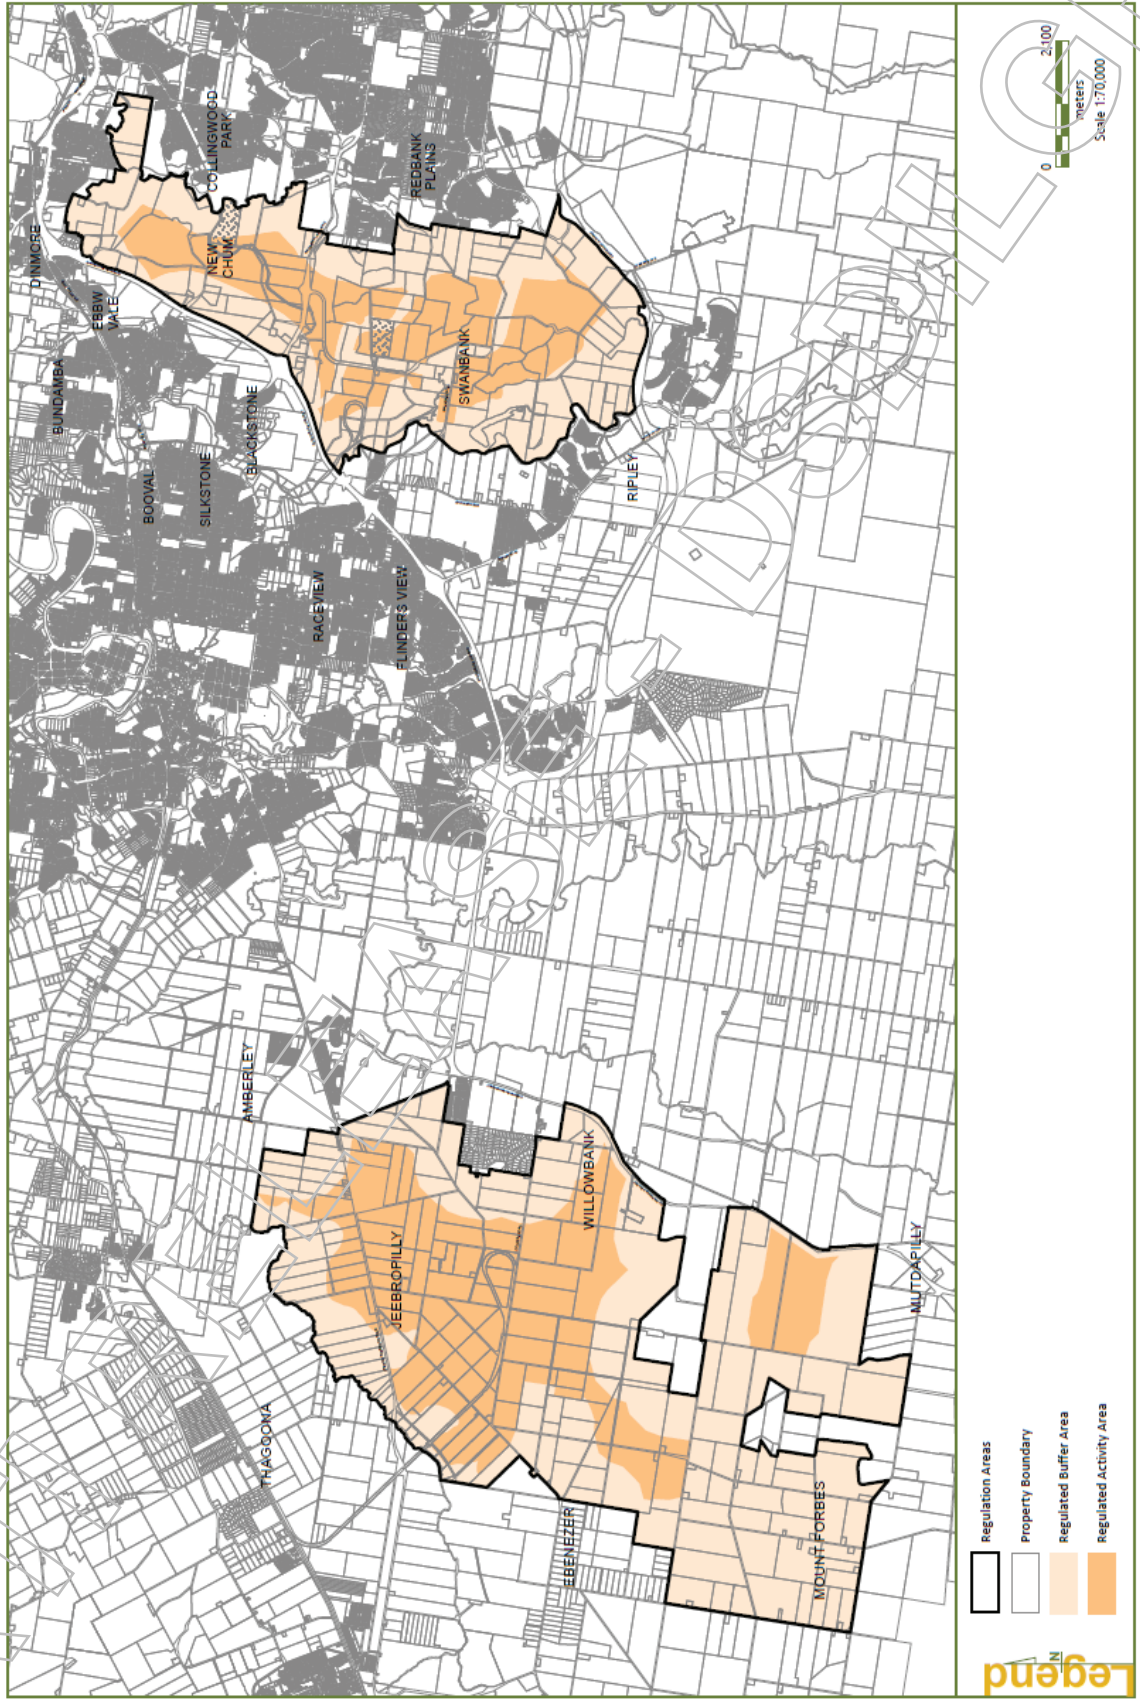 DINMORE
EBBW
VALE
BUNDAMBA
BOOVAL
SILKSTONE
BLACKSTONE
NEW
CHUM
COLLINGWOOD
PARK
REDBANK
PLAINS
SWANBANK
RIPLEY
RACEVIEW
FLINDERS VIEW
AMBERLEY
THAGOONA
JEEBROPILLY
WILLOWBANK
EBENEZER
MOUNT FORBES
MUTDAPILLY
Legend
N
Regulation Areas
Property Boundary
Regulated Buffer Area
Regulated Activity Area
0
2,100
meters
Scale 1:70,000